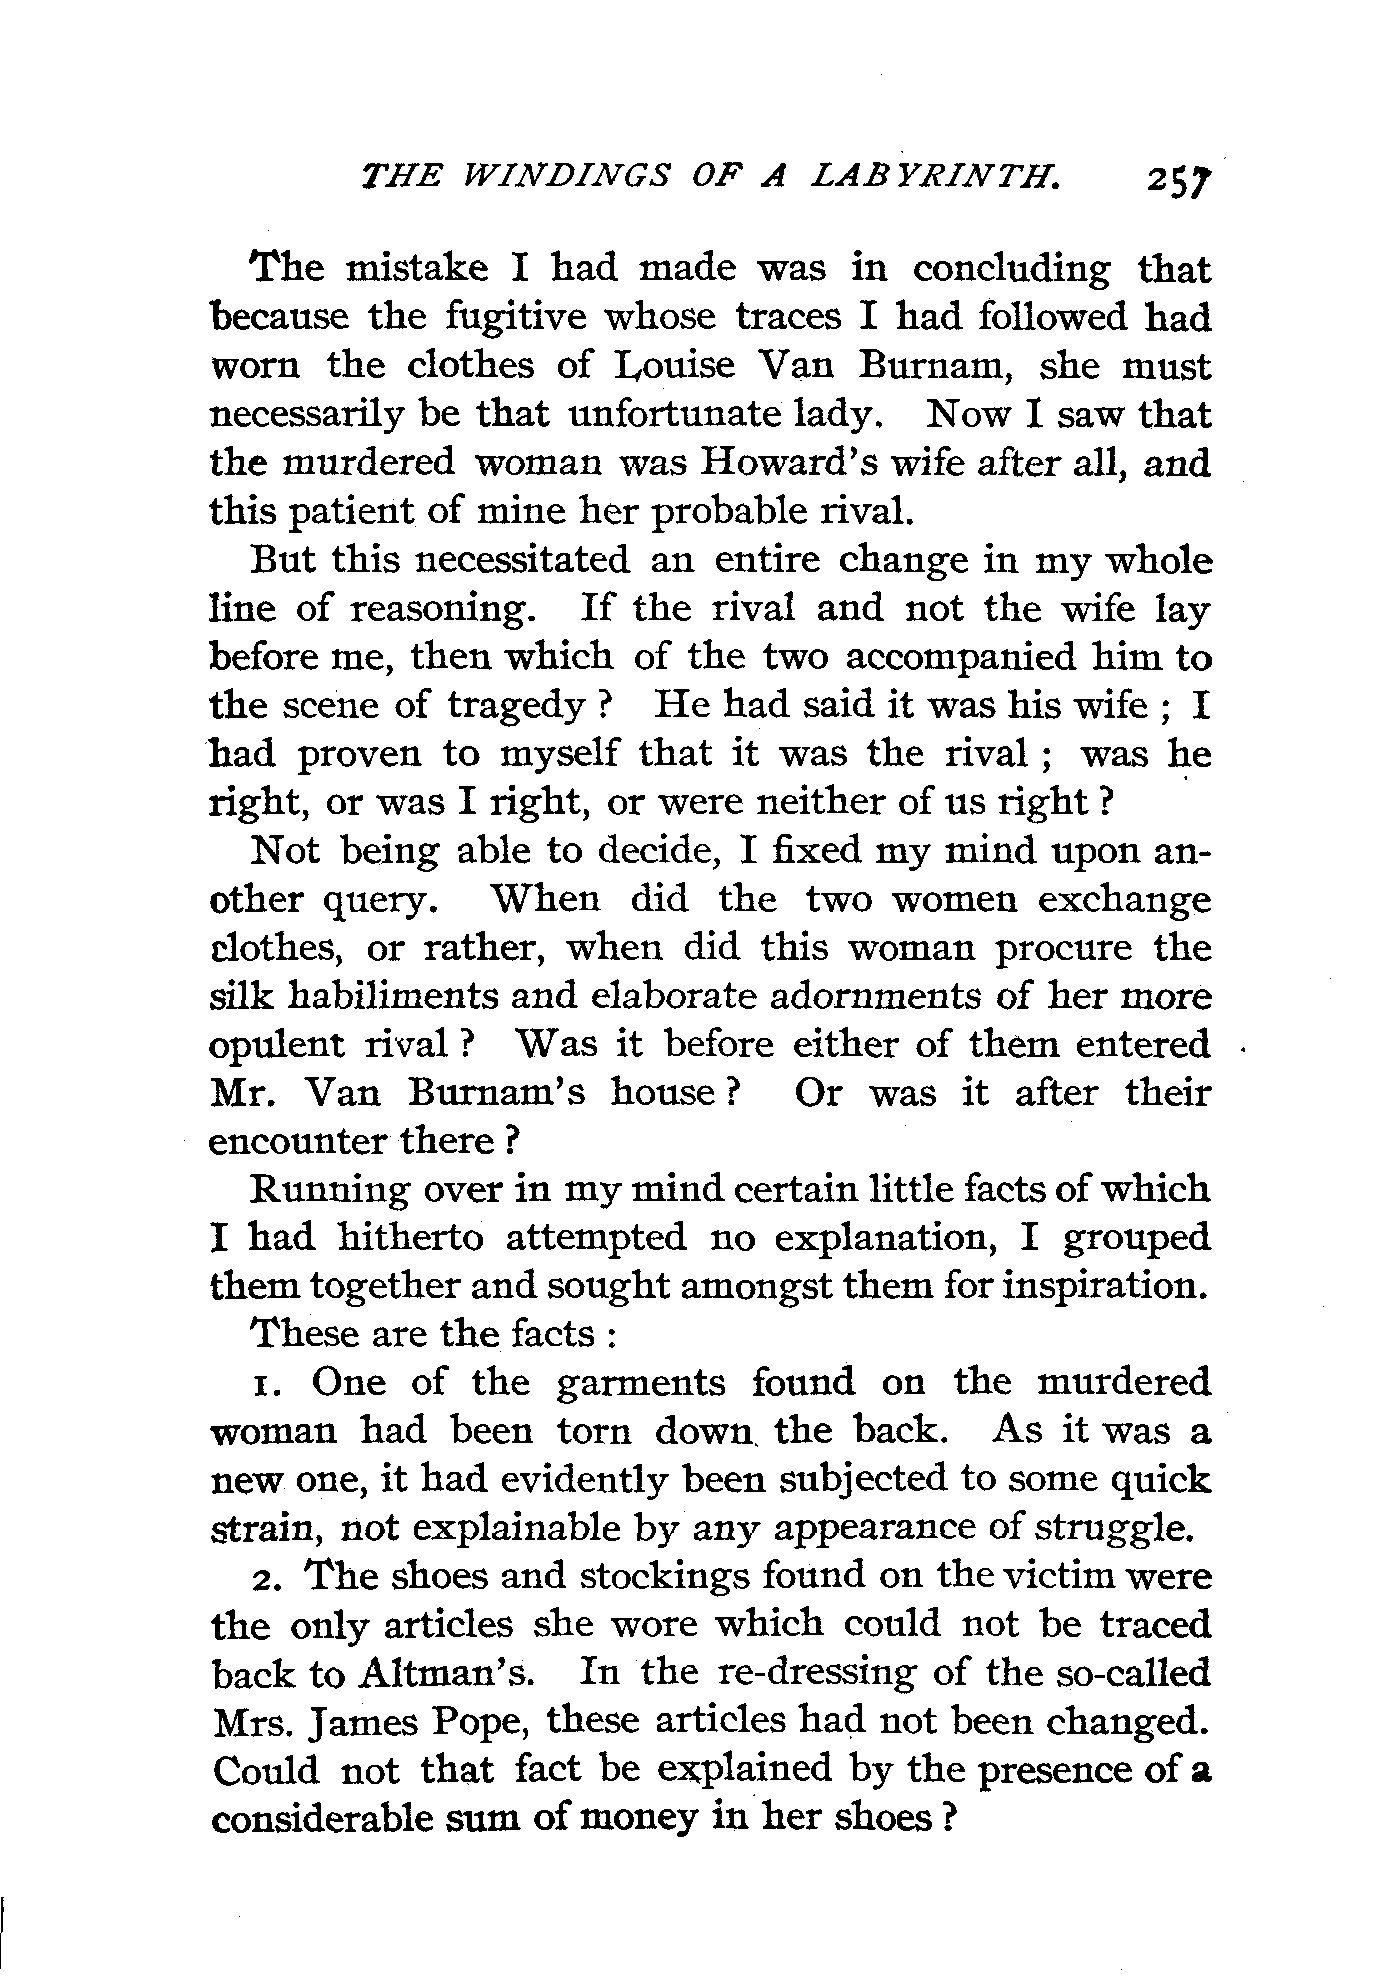 THE WINDINGS OF A LABYRINTH. 257
The mistake I had made was in concluding that
because the fugitive whose traces I had followed had
worn the clothes of Louise Van Burnam, she must
necessarily be that unfortunate lady. Now I saw that
the murdered woman was Howard's wife after all, and
this patient of mine her probable rival.
But this necessitated an entire change in my whole
line of reasoning. If the rival and not the wife lay
before me, then which of the two accompanied him to
the scene of tragedy ? He had said it was his wife ; I
had proven to myself that it was the rival ; was he
right, or was I right, or were neither of us right ?
Not being able to decide, I fixed my mind upon an-
other query. When did the two women exchange
clothes, or rather, when did this woman procure the
silk habiliments and elaborate adornments of her more
opulent rival ? Was it before either of them entered
Mr. Van Burnam's house ? Or was it after their
encounter there ?
Running over in my mind certain little facts of which
I had hitherto attempted no explanation, I grouped
them together and sought amongst them for inspiration.
These are the facts :
1. One of the garments found on the murdered
woman had been torn down the back. As it was a
new one, it had evidently been subjected to some quick
strain, not explainable by any appearance of struggle.
2. The shoes and stockings found on the victim were
the only articles she wore which could not be traced
back to Altman's. In the re-dressing of the so-called
Mrs. James Pope, these articles had not been changed.
Could not that fact be explained by the presence of a
considerable sum of money in her shoes ?